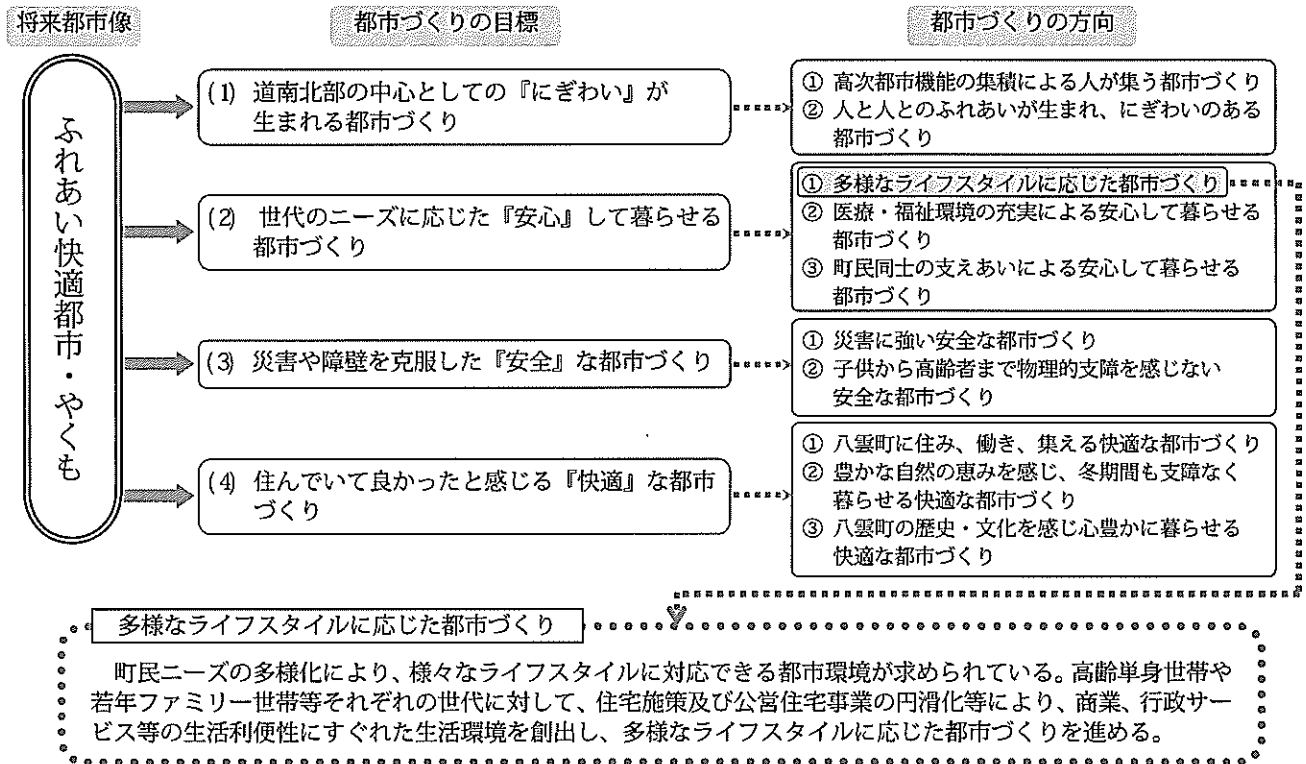 将来都市像
都市づくりの目標
都市づくりの方向
ふれあい快適都市・やくも
(1) 道南北部の中心としての『にぎわい』が
生まれる都市づくり
① 高次都市機能の集積による人が集う都市づくり
② 人と人とのふれあいが生まれ、にぎわいのある
都市づくり
(2) 世代のニーズに応じた『安心』して暮らせる
都市づくり
① 多様なライフスタイルに応じた都市づくり
② 医療・福祉環境の充実による安心して暮らせる
都市づくり
③ 町民同士の支えあいによる安心して暮らせる
都市づくり
(3) 災害や障壁を克服した『安全』な都市づくり
① 災害に強い安全な都市づくり
② 子供から高齢者まで物理的支障を感じない
安全な都市づくり
(4) 住んでいて良かったと感じる『快適』な都市
づくり
① 八雲町に住み、働き、集える快適な都市づくり
② 豊かな自然の恵みを感じ、冬期間も支障なく
暮らせる快適な都市づくり
③ 八雲町の歴史・文化を感じ心豊かに暮らせる
快適な都市づくり
多様なライフスタイルに応じた都市づくり
町民ニーズの多様化により、様々なライフスタイルに対応できる都市環境が求められている。高齢単身世帯や
若年ファミリー世帯等それぞれの世代に対して、住宅施策及び公営住宅事業の円滑化等により、商業、行政サー
ビス等の生活利便性にすぐれた生活環境を創出し、多様なライフスタイルに応じた都市づくりを進める。